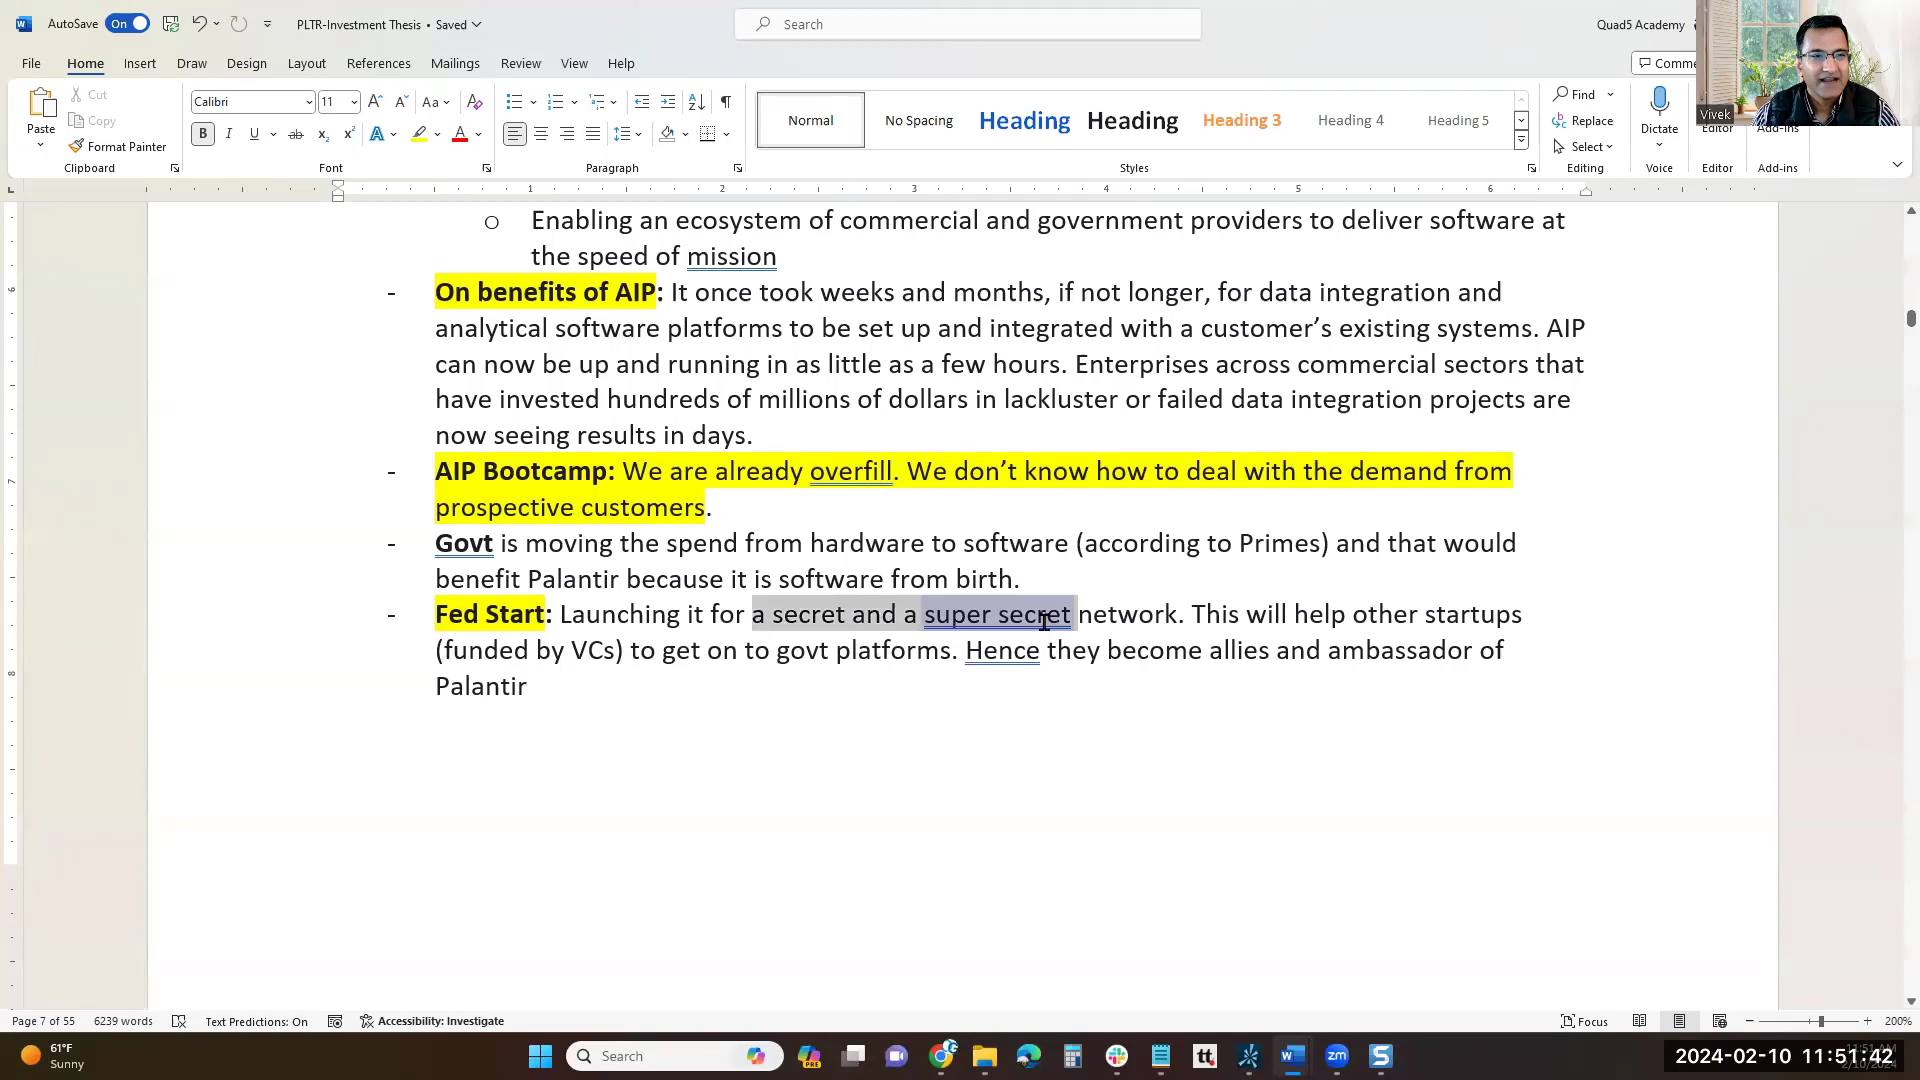 AutoSave On PLTR-Investment Thesis • Saved Search Quad5 Academy
File Home Insert Draw Design Layout References Mailings Review View Help
Vivek
Paste Cut Copy Format Painter
Calibri 11
Normal No Spacing Heading Heading Heading 3 Heading 4 Heading 5
Find Replace Select
Dictate Editor Add-ins
Clipboard Font Paragraph Styles Editing Voice Editor Add-ins
1 2 3 4 5 6
o Enabling an ecosystem of commercial and government providers to deliver software at
the speed of mission
- On benefits of AIP: It once took weeks and months, if not longer, for data integration and
analytical software platforms to be set up and integrated with a customer’s existing systems. AIP
can now be up and running in as little as a few hours. Enterprises across commercial sectors that
have invested hundreds of millions of dollars in lackluster or failed data integration projects are
now seeing results in days.
- AIP Bootcamp: We are already overfill. We don’t know how to deal with the demand from
prospective customers.
- Govt is moving the spend from hardware to software (according to Primes) and that would
benefit Palantir because it is software from birth.
- Fed Start: Launching it for a secret and a super secret network. This will help other startups
(funded by VCs) to get on to govt platforms. Hence they become allies and ambassador of
Palantir
Page 7 of 55 6239 words Text Predictions: On Accessibility: Investigate Focus 200%
61°F
Sunny
Search
2024-02-10 11:51:42